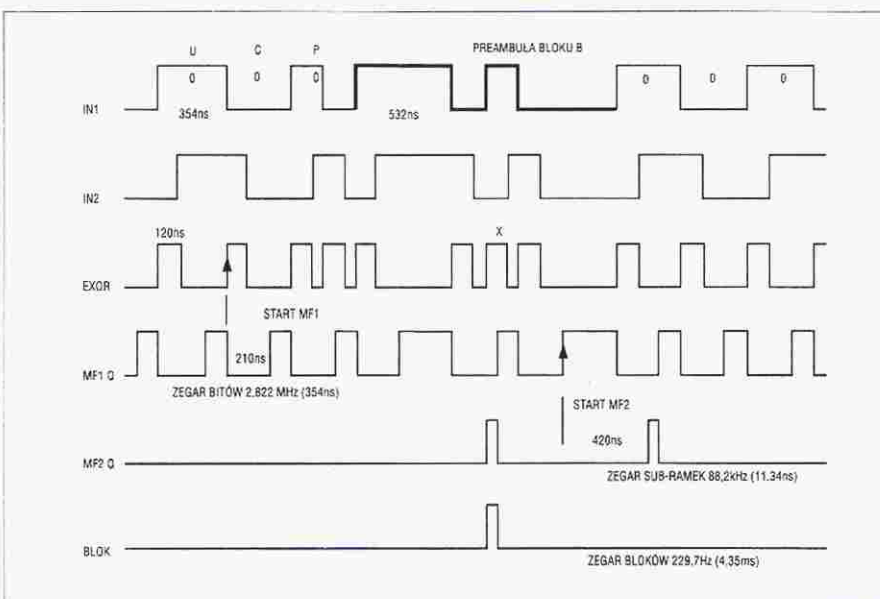 U C P PREAMBUŁA BLOKU B
0 0 0 0 0 0
IN1 354ns 532ns
IN2
120ns X
EXOR
START MF1
210ns
MF1 Q
ZEGAR BITÓW 2,822 MHz (354ns)
START MF2
420ns
MF2 Q
ZEGAR SUB-RAMEK 88,2kHz (11.34ns)
BLOK
ZEGAR BLOKÓW 229,7Hz (4,35ms)